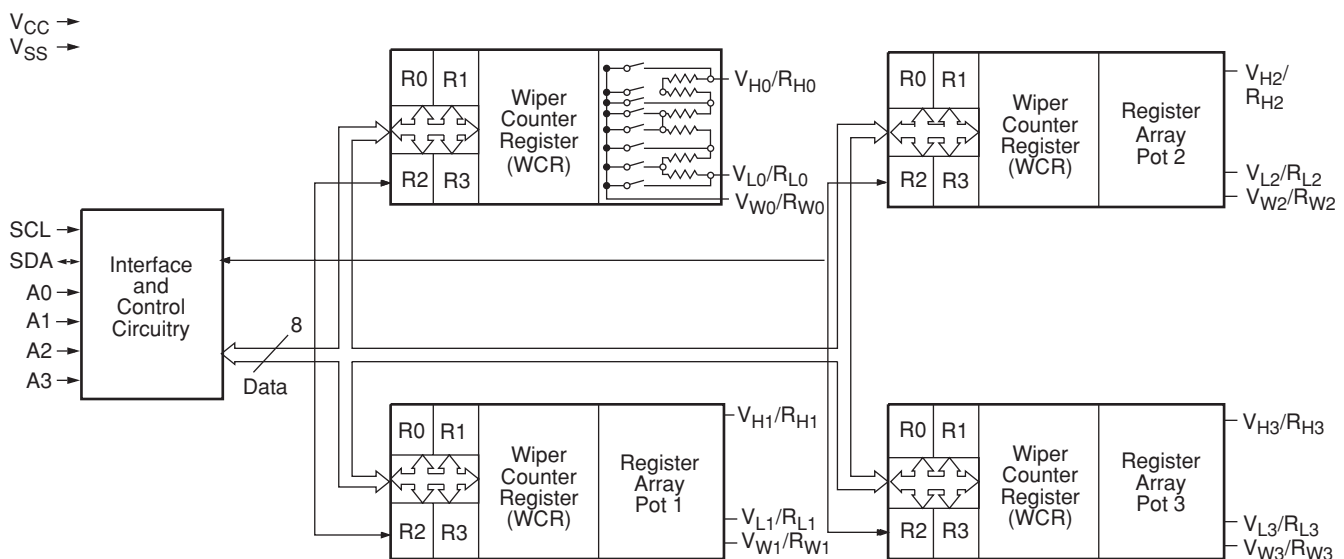 VCC
VSS
R0 R1
R2 R3
Wiper
Counter
Register
(WCR)
VH0/RH0
VL0/RL0
VW0/RW0
R0 R1
R2 R3
Wiper
Counter
Register
(WCR)
Register
Array
Pot 2
VH2/
RH2
VL2/RL2
VW2/RW2
SCL
SDA
A0
A1
A2
A3
Interface
and
Control
Circuitry
8
Data
R0 R1
R2 R3
Wiper
Counter
Register
(WCR)
Register
Array
Pot 1
VH1/RH1
VL1/RL1
VW1/RW1
R0 R1
R2 R3
Wiper
Counter
Register
(WCR)
Register
Array
Pot 3
VH3/RH3
VL3/RL3
VW3/RW3